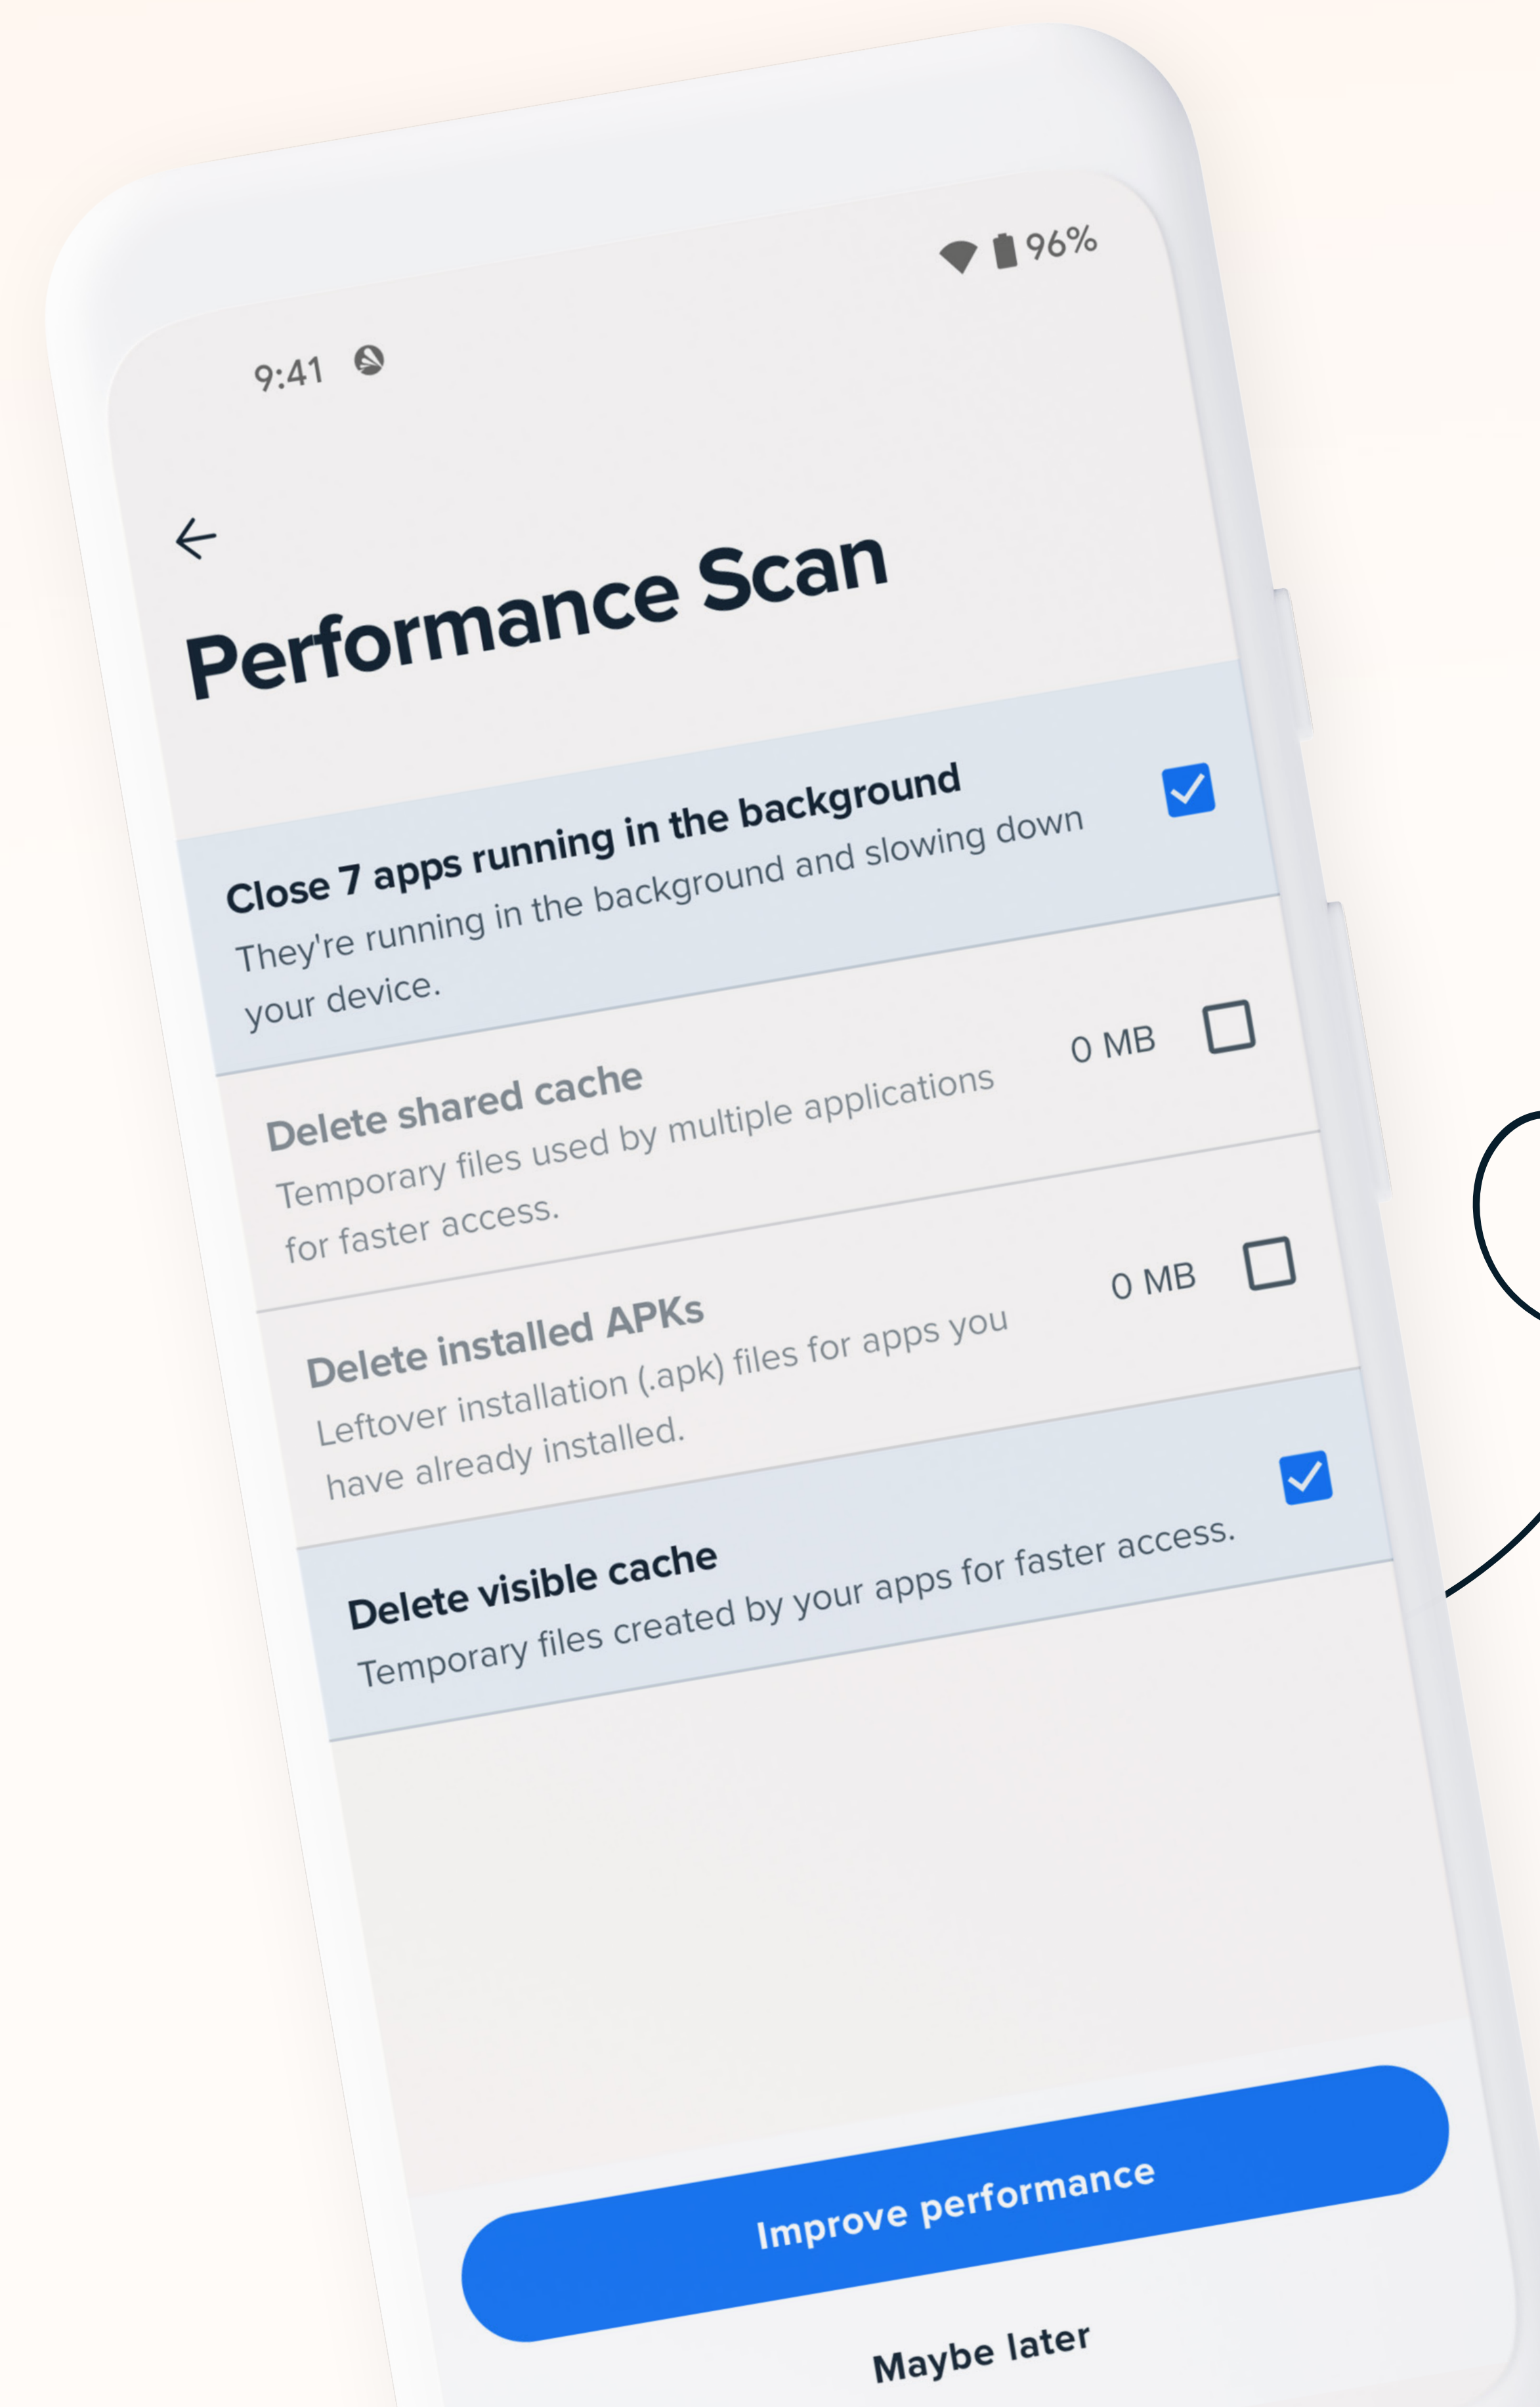 9:41
96%
Performance Scan
Close 7 apps running in the background
They're running in the background and slowing down
your device.
Delete shared cache
Temporary files used by multiple applications
for faster access.
0 MB
Delete installed APKs
Leftover installation (.apk) files for apps you
have already installed.
0 MB
Delete visible cache
Temporary files created by your apps for faster access.
Improve performance
Maybe later